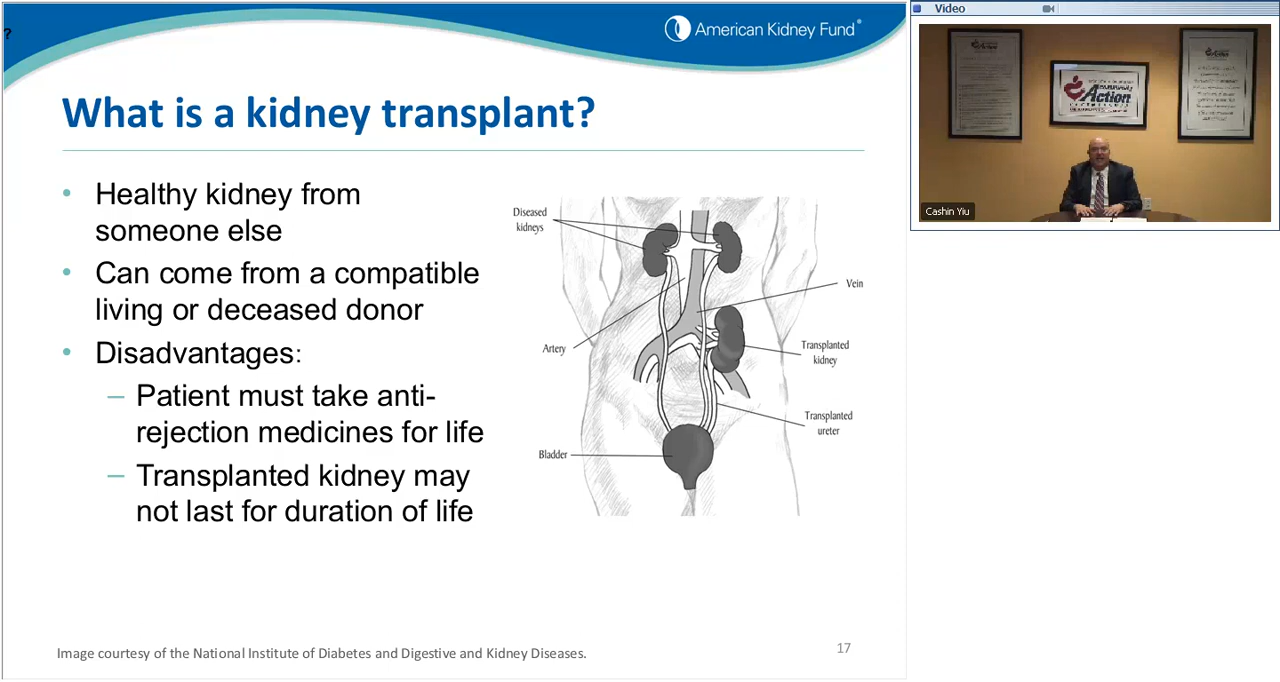 ?
American Kidney Fund®
What is a kidney transplant?
• Healthy kidney from
someone else
• Can come from a compatible
living or deceased donor
• Disadvantages:
– Patient must take anti-
rejection medicines for life
– Transplanted kidney may
not last for duration of life
Diseased
kidneys
Vein
Artery
Transplanted
kidney
Transplanted
ureter
Bladder
Image courtesy of the National Institute of Diabetes and Digestive and Kidney Diseases.
17
Video
Action
Action
Action
Cashin Yiu